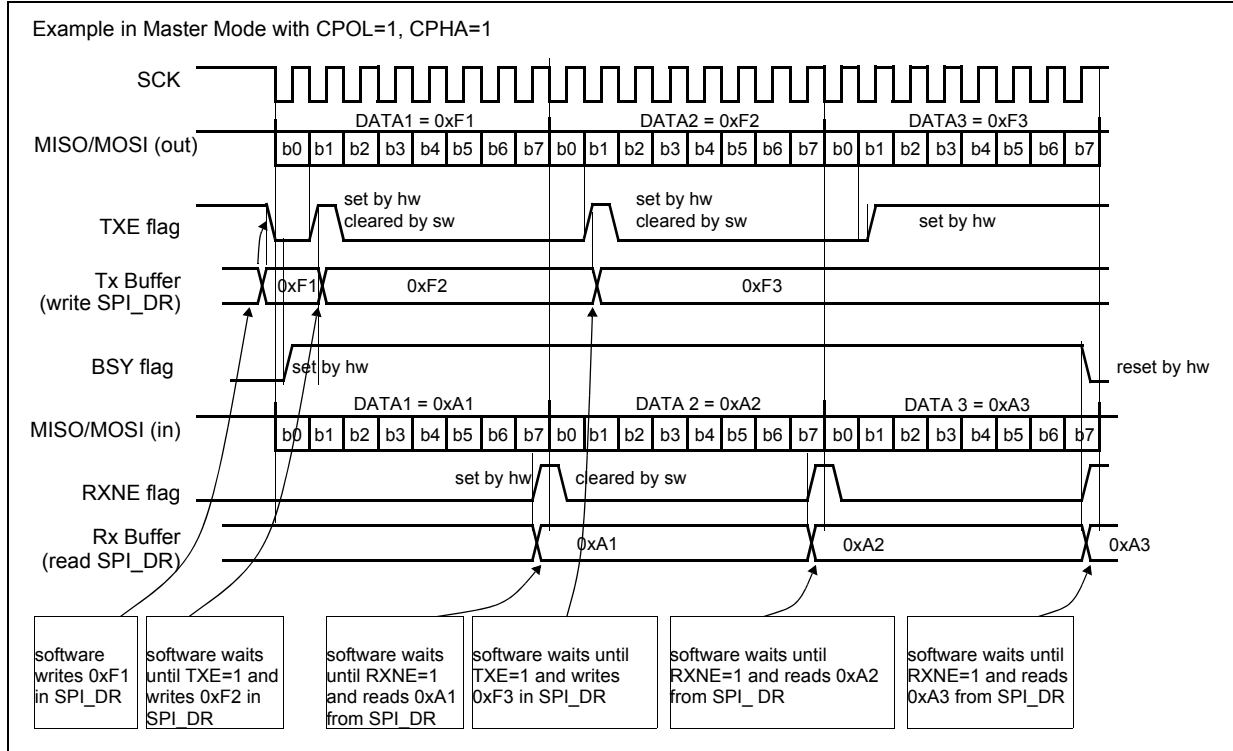 Example in Master Mode with CPOL=1, CPHA=1
SCK
DATA1 = 0xF1 DATA2 = 0xF2 DATA3 = 0xF3
MISO/MOSI (out) b0 b1 b2 b3 b4 b5 b6 b7 b0 b1 b2 b3 b4 b5 b6 b7 b0 b1 b2 b3 b4 b5 b6 b7
set by hw set by hw
TXE flag cleared by sw cleared by sw set by hw
Tx Buffer 0xF1 0xF2 0xF3
(write SPI_DR)
BSY flag set by hw reset by hw
DATA1 = 0xA1 DATA 2 = 0xA2 DATA 3 = 0xA3
MISO/MOSI (in) b0 b1 b2 b3 b4 b5 b6 b7 b0 b1 b2 b3 b4 b5 b6 b7 b0 b1 b2 b3 b4 b5 b6 b7
set by hw cleared by sw
RXNE flag
Rx Buffer 0xA1 0xA2 0xA3
(read SPI_DR)
software
writes 0xF1
in SPI_DR
software waits
until TXE=1 and
writes 0xF2 in
SPI_DR
software waits
until RXNE=1
and reads 0xA1
from SPI_DR
software waits until
TXE=1 and writes
0xF3 in SPI_DR
software waits until
RXNE=1 and reads 0xA2
from SPI_ DR
software waits until
RXNE=1 and reads
0xA3 from SPI_DR